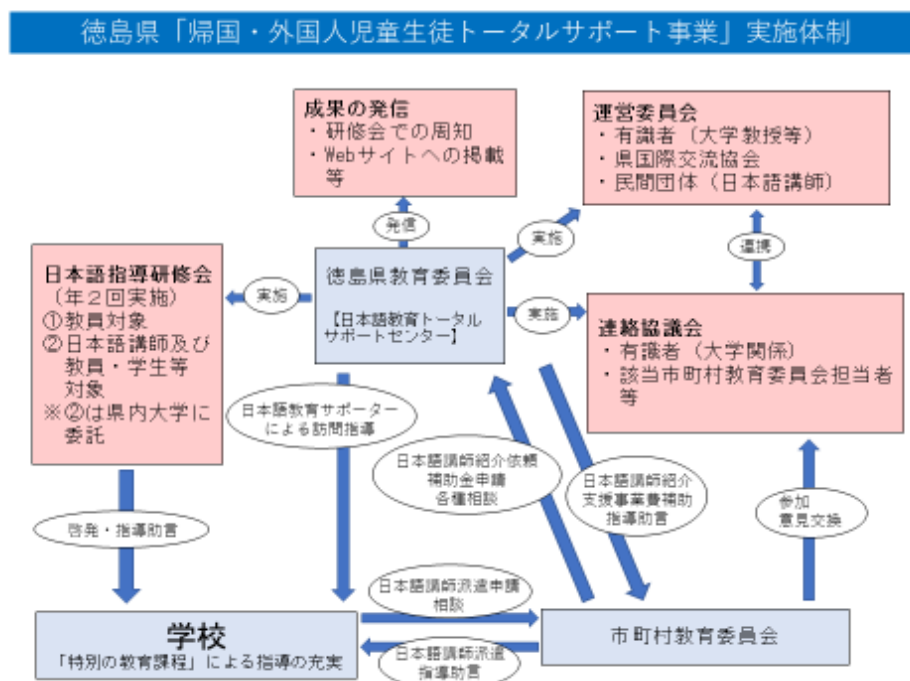 徳島県「帰国・外国人児童生徒トータルサポート事業」実施体制
成果の発信
・研修会での周知
・Webサイトへの掲載
等
運営委員会
・有識者（大学教授等）
・県国際交流協会
・民間団体（日本語講師）
発信
実施
連携
日本語指導研修会
（年２回実施）
①教員対象
②日本語講師及び
教員・学生等
対象
※②は県内大学に
委託
実施
徳島県教育委員会
【日本語教育トータル
サポートセンター】
実施
連絡協議会
・有識者（大学関係）
・該当市町村教育委員会担当者
等
日本語教育サポーター
による訪問指導
日本語講師紹介依頼
補助金申請
各種相談
日本語講師紹介
支援事業費補助
指導助言
参加
意見交換
啓発・指導助言
日本語講師派遣申請
相談
学校
「特別の教育課程」による指導の充実
日本語講師派遣
指導助言
市町村教育委員会